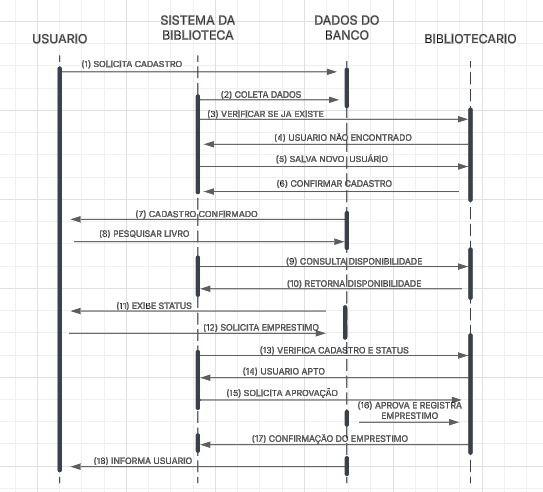 USUARIO
SISTEMA DA
BIBLIOTECA
DADOS DO
BANCO
BIBLIOTECARIO
(1) SOLICITA CADASTRO
(2) COLETA DADOS
(3) VERIFICAR SE JA EXISTE
(4) USUARIO NÃO ENCONTRADO
(5) SALVA NOVO USUÁRIO
(6) CONFIRMAR CADASTRO
(7) CADASTRO CONFIRMADO
(8) PESQUISAR LIVRO
(9) CONSULTA DISPONIBILIDADE
(10) RETORNA DISPONIBILIDADE
(11) EXIBE STATUS
(12) SOLICITA EMPRESTIMO
(13) VERIFICA CADASTRO E STATUS
(14) USUARIO APTO
(15) SOLICITA APROVAÇÃO
(16) APROVA E REGISTRA
EMPRESTIMO
(17) CONFIRMAÇÃO DO EMPRESTIMO
(18) INFORMA USUARIO